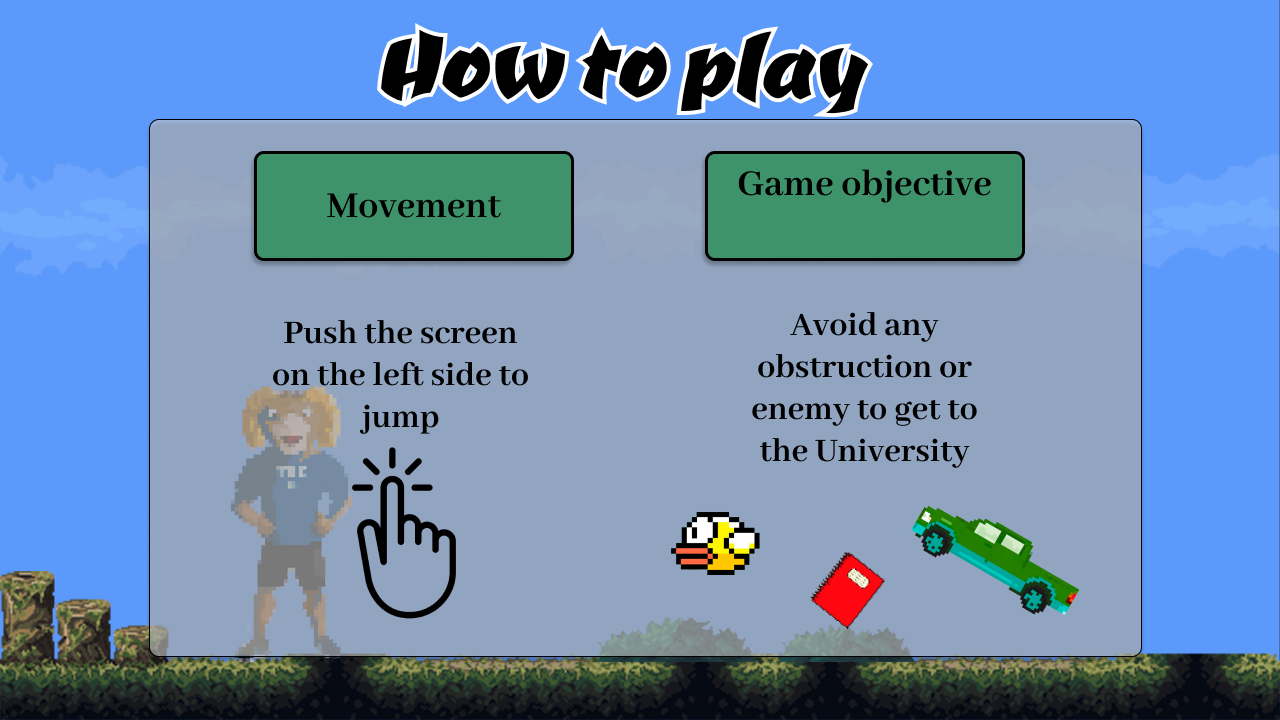 How to play
Movement
Game objective
Push the screen
on the left side to
jump
Avoid any
obstruction or
enemy to get to
the University